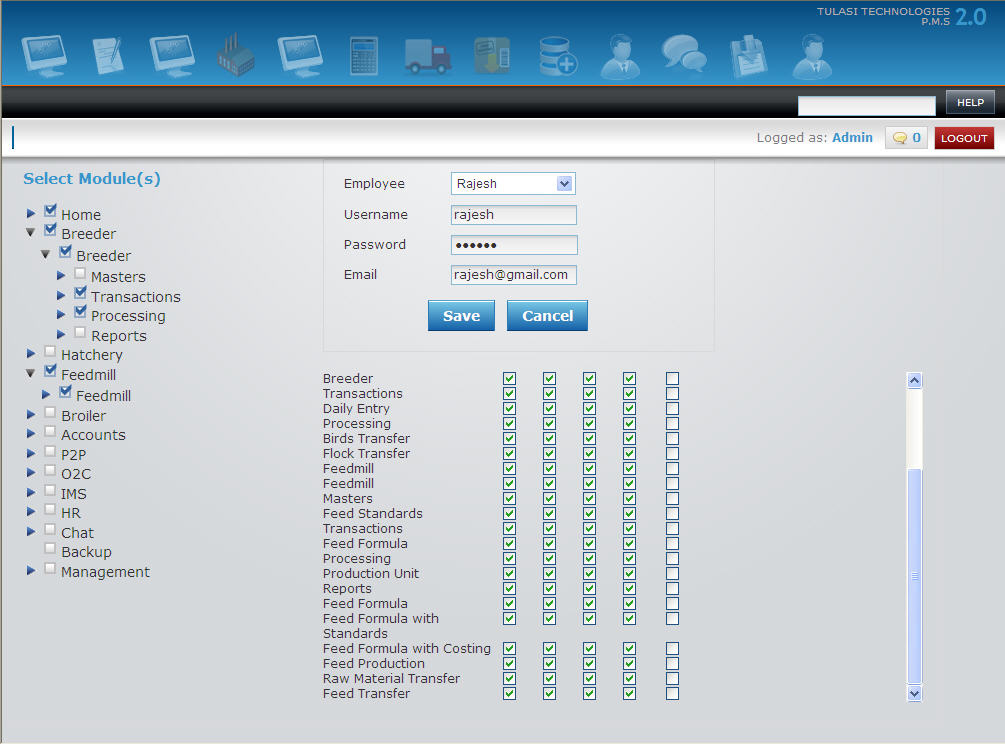 TULASI TECHNOLOGIES
P.M.S
2.0
HELP
Logged as: Admin
0
LOGOUT
Select Module(s)
Home
Breeder
Breeder
Masters
Transactions
Processing
Reports
Hatchery
Feedmill
Feedmill
Broiler
Accounts
P2P
O2C
IMS
HR
Chat
Backup
Management
Employee Rajesh
Username rajesh
Password ••••••
Email rajesh@gmail.com
Save Cancel
Breeder
Transactions
Daily Entry
Processing
Birds Transfer
Flock Transfer
Feedmill
Feedmill
Masters
Feed Standards
Transactions
Feed Formula
Processing
Production Unit
Reports
Feed Formula
Feed Formula with
Standards
Feed Formula with Costing
Feed Production
Raw Material Transfer
Feed Transfer